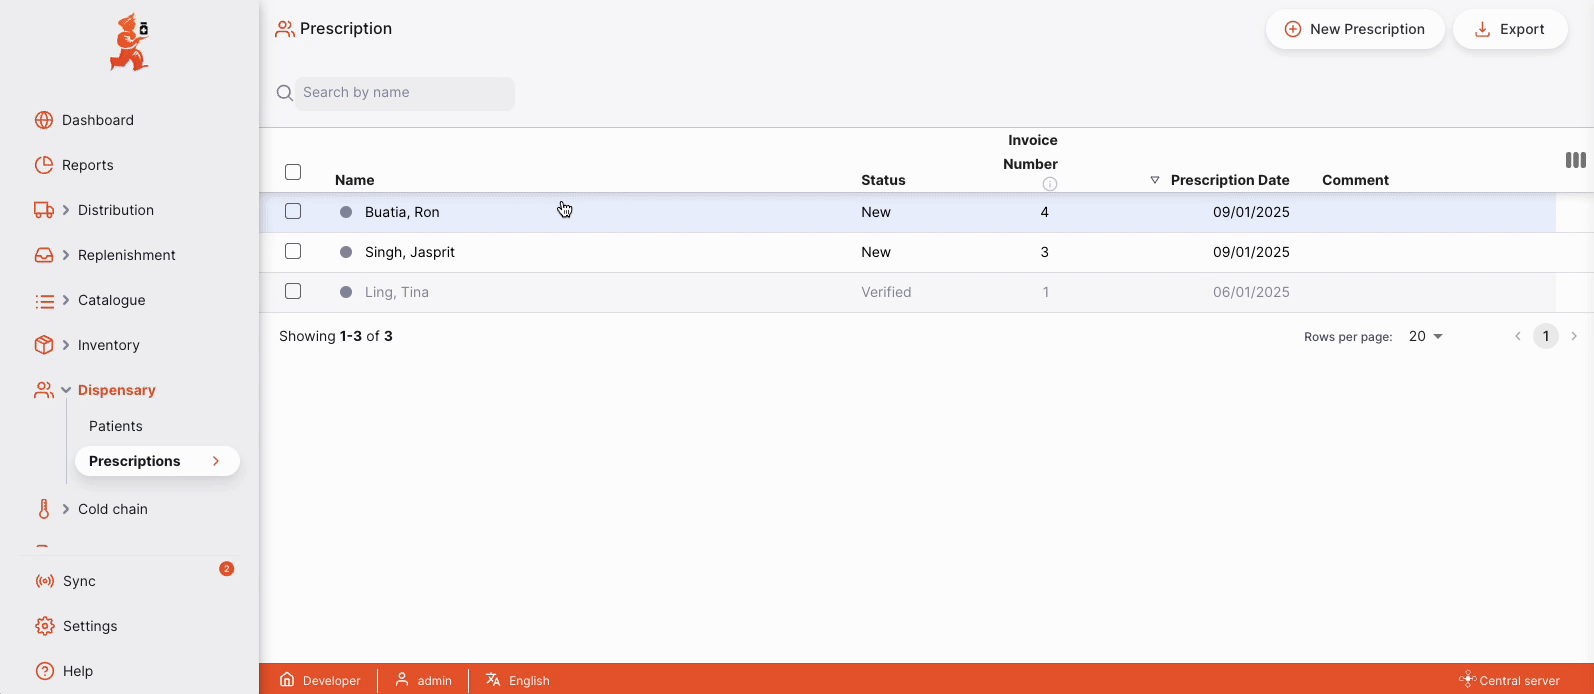 Prescription
New Prescription
Export
Search by name
Dashboard
Reports
Distribution
Replenishment
Catalogue
Inventory
Dispensary
Patients
Prescriptions
Cold chain
Sync
2
Settings
Help
Name Status Invoice Number Prescription Date Comment
Buatia, Ron New 4 09/01/2025
Singh, Jasprit New 3 09/01/2025
Ling, Tina Verified 1 06/01/2025
Showing 1-3 of 3
Rows per page: 20
1
Developer
admin
English
Central server